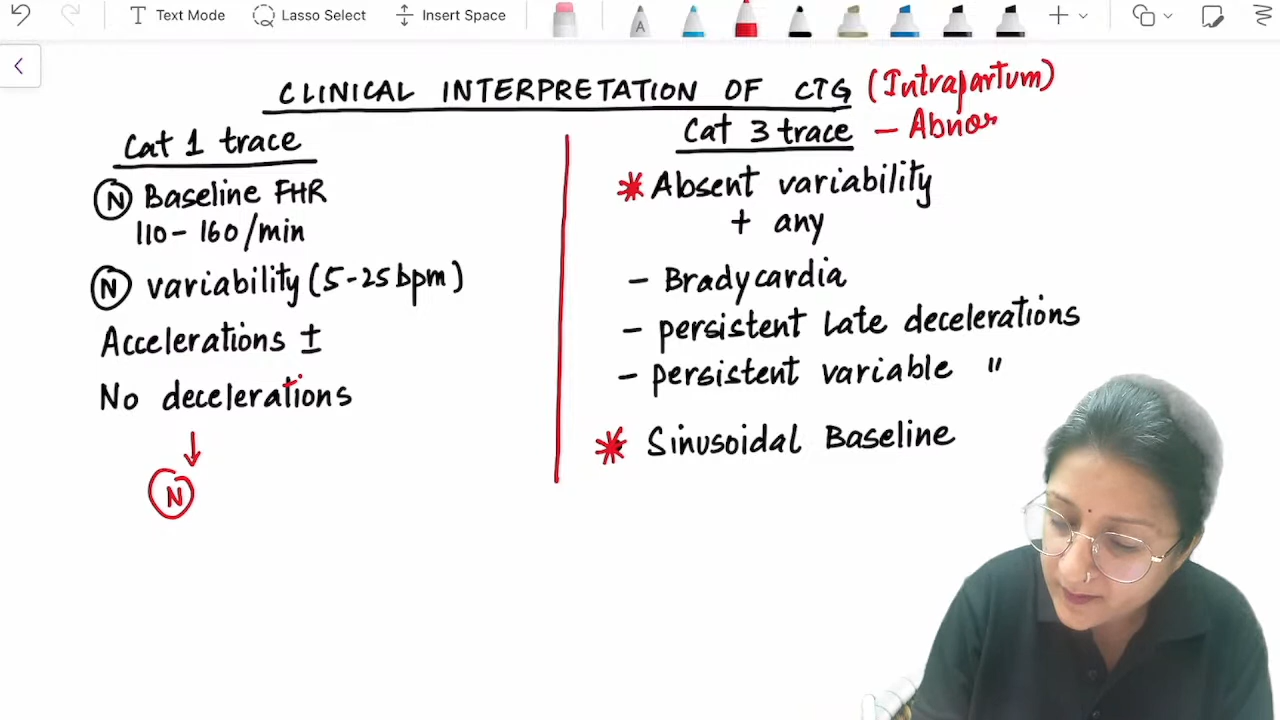 Text Mode Lasso Select Insert Space
CLINICAL INTERPRETATION OF CTG (Intrapartum)
Cat 1 trace
N Baseline FHR
110 - 160/min
N variability (5-25 bpm)
Accelerations ±
No decelerations
↓
N
Cat 3 trace - Abnor
* Absent variability
+ any
- Bradycardia
- persistent Late decelerations
- persistent variable "
* Sinusoidal Baseline